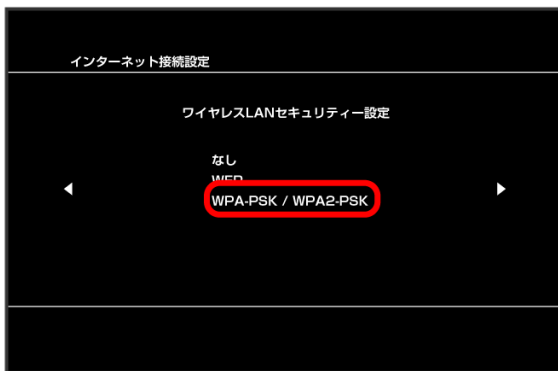 インターネット接続設定
ワイヤレスLANセキュリティー設定
なし
WEP
WPA-PSK / WPA2-PSK